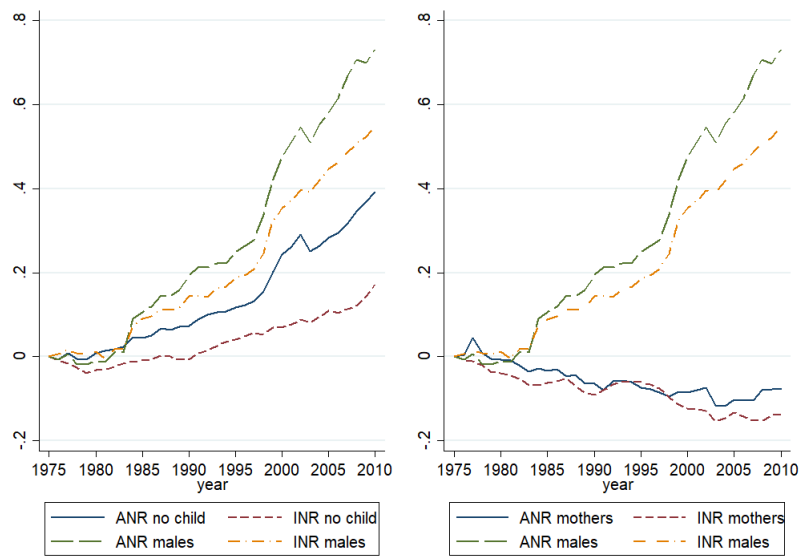 .8
.6
.4
.2
0
-.2
1975 1980 1985 1990 1995 2000 2005 2010
year
ANR no child INR no child
ANR males INR males
.8
.6
.4
.2
0
-.2
1975 1980 1985 1990 1995 2000 2005 2010
year
ANR mothers INR mothers
ANR males INR males